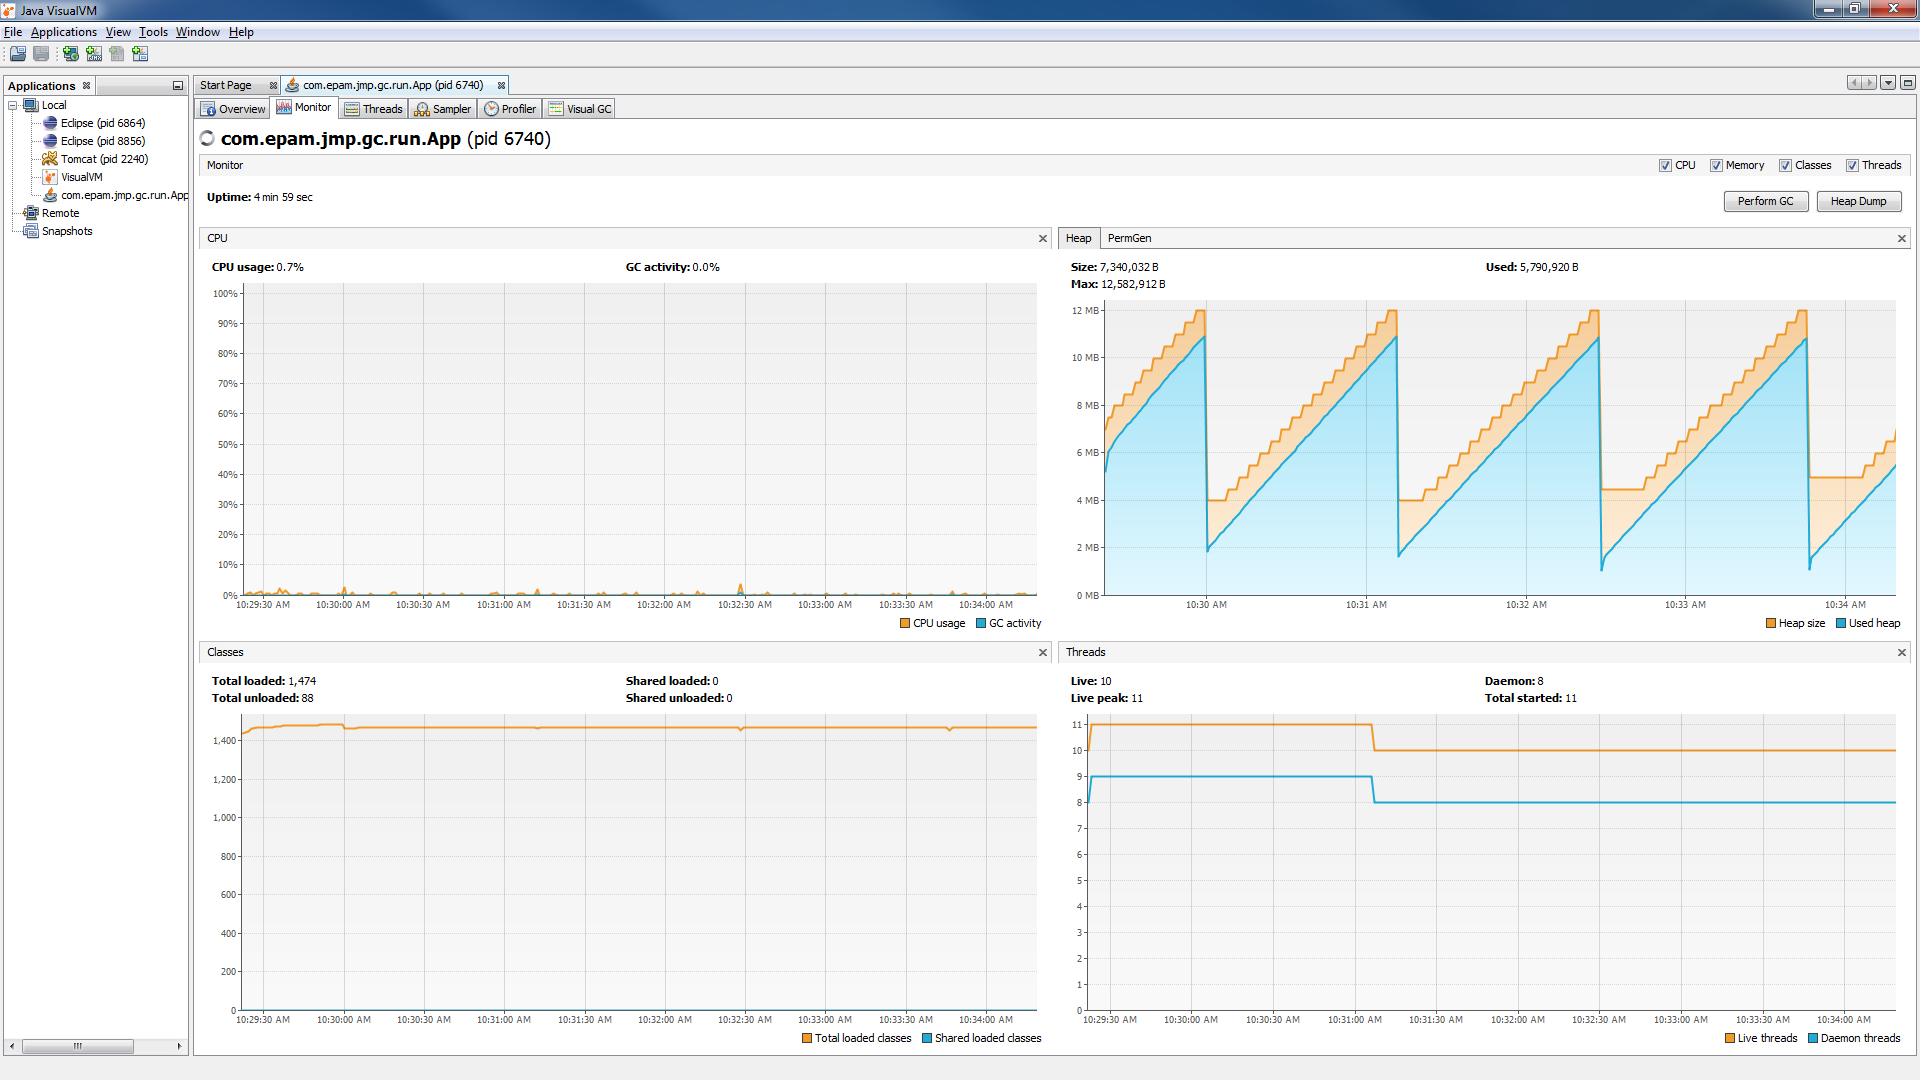 Java VisualVM
File Applications View Tools Window Help
Applications
Start Page
com.epam.jmp.gc.run.App (pid 6740)
Local
Eclipse (pid 6864)
Eclipse (pid 8856)
Tomcat (pid 2240)
VisualVM
com.epam.jmp.gc.run.App
Remote
Snapshots
Overview Monitor Threads Sampler Profiler Visual GC
com.epam.jmp.gc.run.App (pid 6740)
Monitor
CPU Memory Classes Threads
Uptime: 4 min 59 sec
Perform GC Heap Dump
CPU
CPU usage: 0.7% GC activity: 0.0%
100%
90%
80%
70%
60%
50%
40%
30%
20%
10%
0%
10:29:30 AM 10:30:00 AM 10:30:30 AM 10:31:00 AM 10:31:30 AM 10:32:00 AM 10:32:30 AM 10:33:00 AM 10:33:30 AM 10:34:00 AM
CPU usage GC activity
Heap PermGen
Size: 7,340,032 B Used: 5,790,920 B
Max: 12,582,912 B
12 MB
10 MB
8 MB
6 MB
4 MB
2 MB
0 MB
10:30 AM 10:31 AM 10:32 AM 10:33 AM 10:34 AM
Heap size Used heap
Classes
Total loaded: 1,474 Shared loaded: 0
Total unloaded: 88 Shared unloaded: 0
1,400
1,200
1,000
800
600
400
200
0
10:29:30 AM 10:30:00 AM 10:30:30 AM 10:31:00 AM 10:31:30 AM 10:32:00 AM 10:32:30 AM 10:33:00 AM 10:33:30 AM 10:34:00 AM
Total loaded classes Shared loaded classes
Threads
Live: 10 Daemon: 8
Live peak: 11 Total started: 11
11
10
9
8
7
6
5
4
3
2
1
0
10:29:30 AM 10:30:00 AM 10:30:30 AM 10:31:00 AM 10:31:30 AM 10:32:00 AM 10:32:30 AM 10:33:00 AM 10:33:30 AM 10:34:00 AM
Live threads Daemon threads